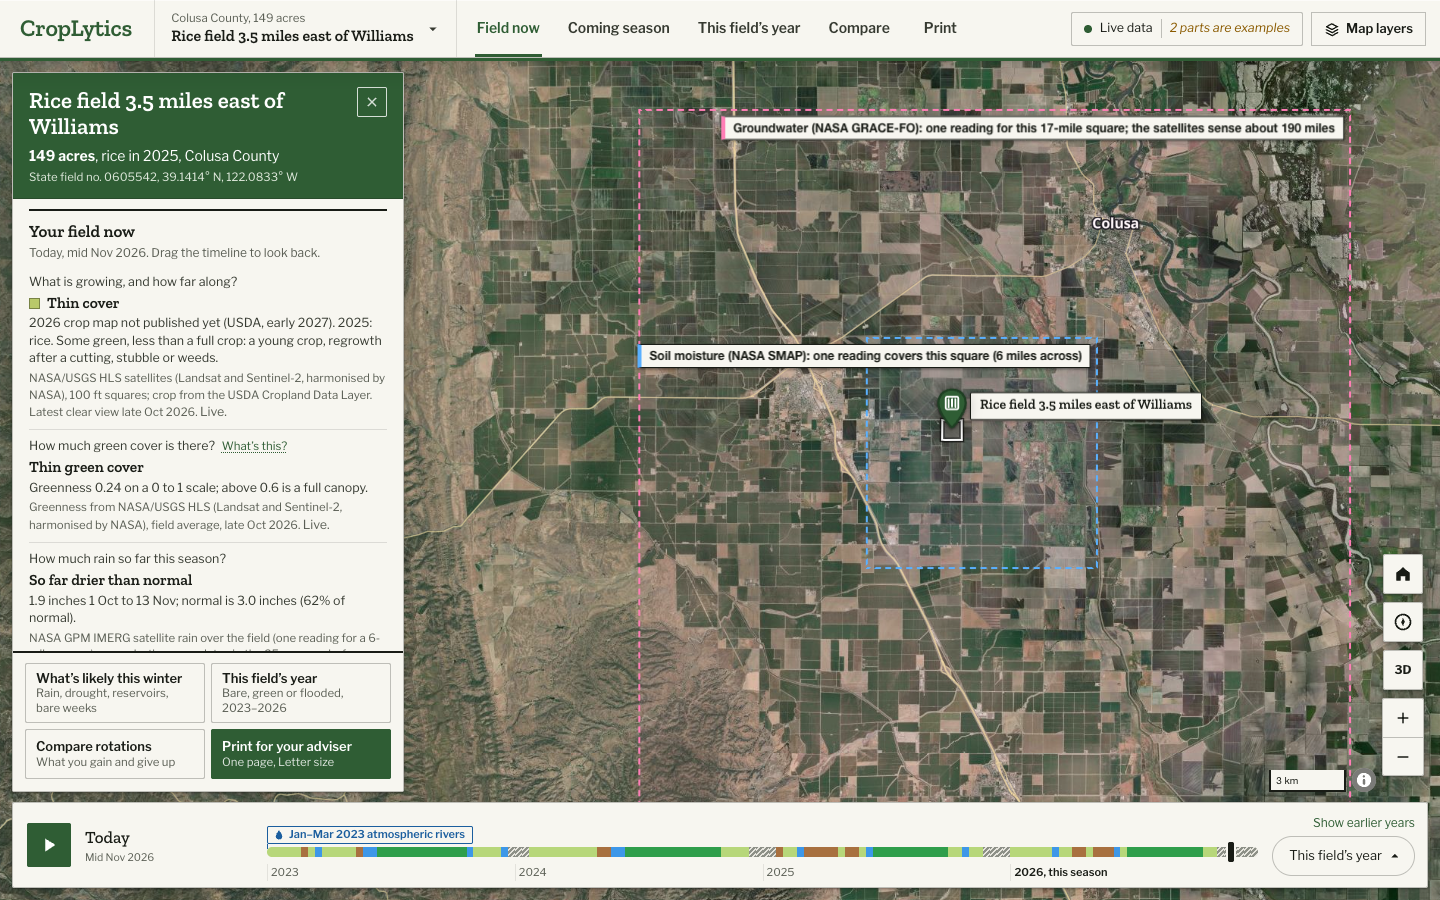 CropLytics
Colusa County, 149 acres
Rice field 3.5 miles east of Williams
Field now
Coming season
This field's year
Compare
Print
Live data
2 parts are examples
Map layers
Rice field 3.5 miles east of
Williams
149 acres, rice in 2025, Colusa County
State field no. 0605542, 39.1414° N, 122.0833° W
Your field now
Today, mid Nov 2026. Drag the timeline to look back.
What is growing, and how far along?
Thin cover
2026 crop map not published yet (USDA, early 2027). 2025:
rice. Some green, less than a full crop: a young crop, regrowth
after a cutting, stubble or weeds.
NASA/USGS HLS satellites (Landsat and Sentinel-2, harmonised by
NASA), 100 ft squares; crop from the USDA Cropland Data Layer.
Latest clear view late Oct 2026. Live.
How much green cover is there? What's this?
Thin green cover
Greenness 0.24 on a 0 to 1 scale; above 0.6 is a full canopy.
Greenness from NASA/USGS HLS (Landsat and Sentinel-2,
harmonised by NASA), field average, late Oct 2026. Live.
How much rain so far this season?
So far drier than normal
1.9 inches 1 Oct to 13 Nov; normal is 3.0 inches (62% of
normal).
NASA GPM IMERG satellite rain over the field (one reading for a 6-
What's likely this winter
Rain, drought, reservoirs,
bare weeks
This field's year
Bare, green or flooded,
2023–2026
Compare rotations
What you gain and give up
Print for your adviser
One page, Letter size
Groundwater (NASA GRACE-FO): one reading for this 17-mile square; the satellites sense about 190 miles
Colusa
Soil moisture (NASA SMAP): one reading covers this square (6 miles across)
Rice field 3.5 miles east of Williams
3D
3 km
Today
Mid Nov 2026
Jan–Mar 2023 atmospheric rivers
2023
2024
2025
2026, this season
Show earlier years
This field's year